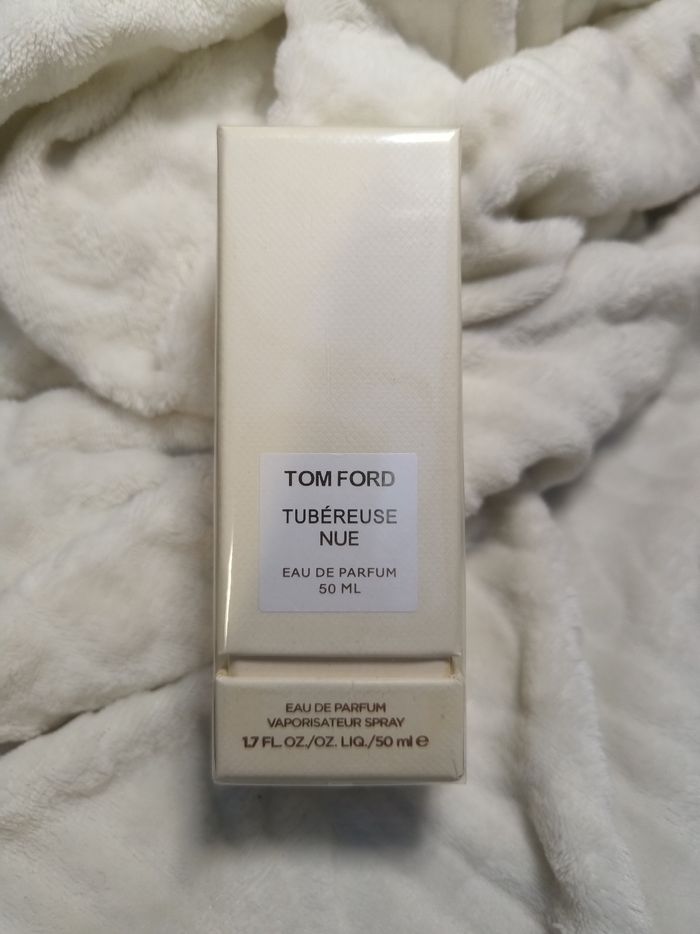 TOM FORD
TUBÉREUSE
NUE
EAU DE PARFUM
50 ML
EAU DE PARFUM
VAPORISATEUR SPRAY
1.7 FL. OZ./OZ. LIQ./50 ml e